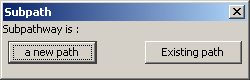 Subpath
Subpathway is :
a new path
Existing path